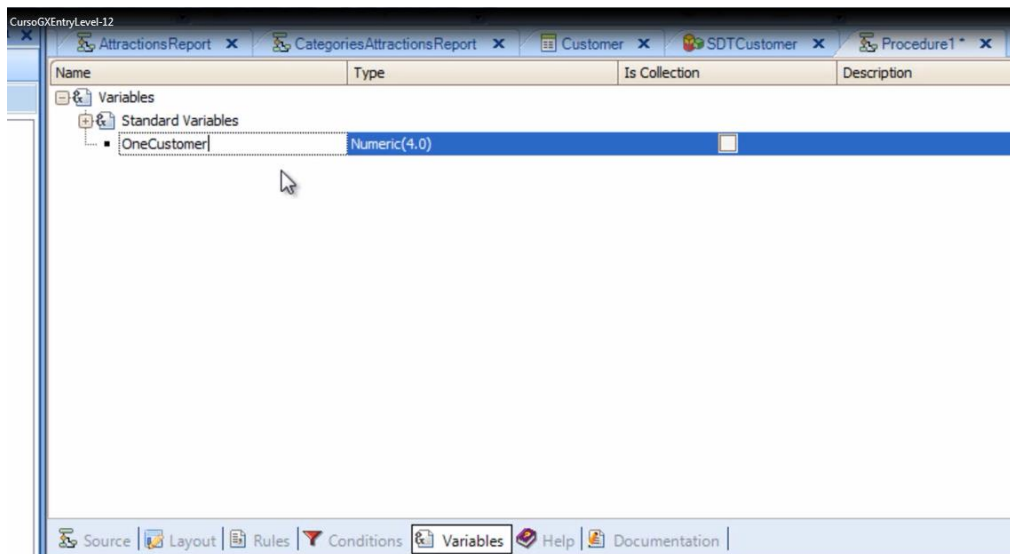 CursoGXEntryLevel-12
AttractionsReport CategoriesAttractionsReport Customer SDTCustomer Procedure1 *
Name Type Is Collection Description
Variables
Standard Variables
OneCustomer Numeric(4.0)
Source Layout Rules Conditions Variables Help Documentation